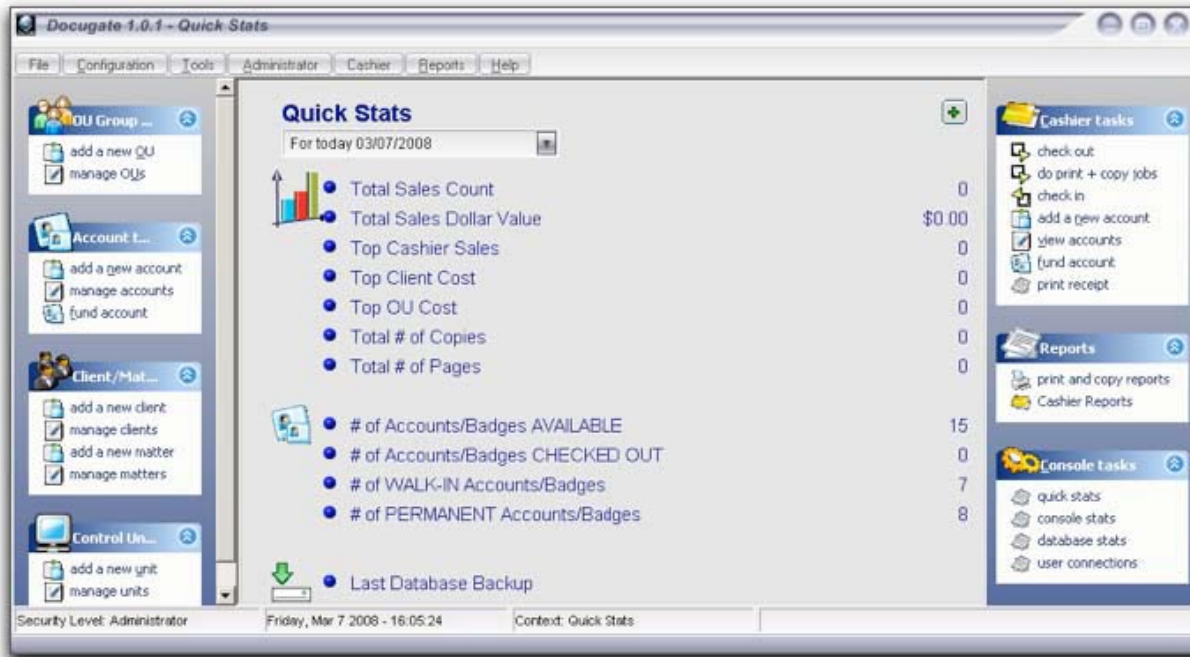 Docugate 1.0.1 - Quick Stats
File Configuration Tools Administrator Cashier Reports Help
OU Group ...
add a new OU
manage OUs
Account t...
add a new account
manage accounts
fund account
Client/Mat...
add a new client
manage clients
add a new matter
manage matters
Control Un...
add a new unit
manage units
Quick Stats
For today 03/07/2008
Total Sales Count 0
Total Sales Dollar Value $0.00
Top Cashier Sales 0
Top Client Cost 0
Top OU Cost 0
Total # of Copies 0
Total # of Pages 0
# of Accounts/Badges AVAILABLE 15
# of Accounts/Badges CHECKED OUT 0
# of WALK-IN Accounts/Badges 7
# of PERMANENT Accounts/Badges 8
Last Database Backup
Cashier tasks
check out
do print + copy jobs
check in
add a new account
view accounts
fund account
print receipt
Reports
print and copy reports
Cashier Reports
Console tasks
quick stats
console stats
database stats
user connections
Security Level: Administrator Friday, Mar 7 2008 - 16:05:24 Context: Quick Stats